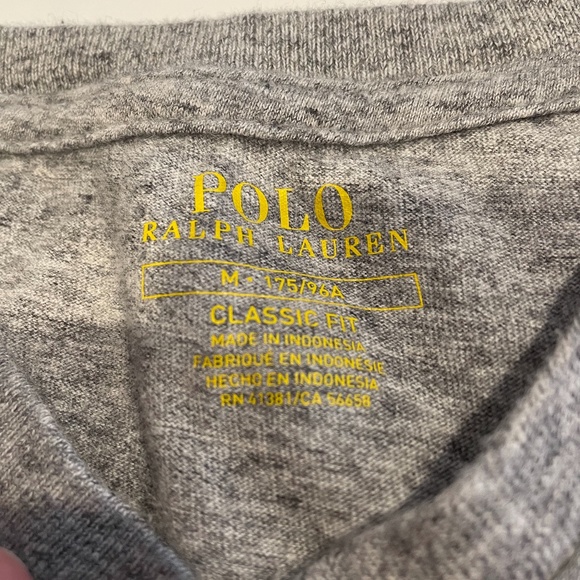 POLO
RALPH LAUREN
M • 175/96A
CLASSIC FIT
MADE IN INDONESIA
FABRIQUÉ EN INDONÉSIE
HECHO EN INDONESIA
RN 41381/CA 56658